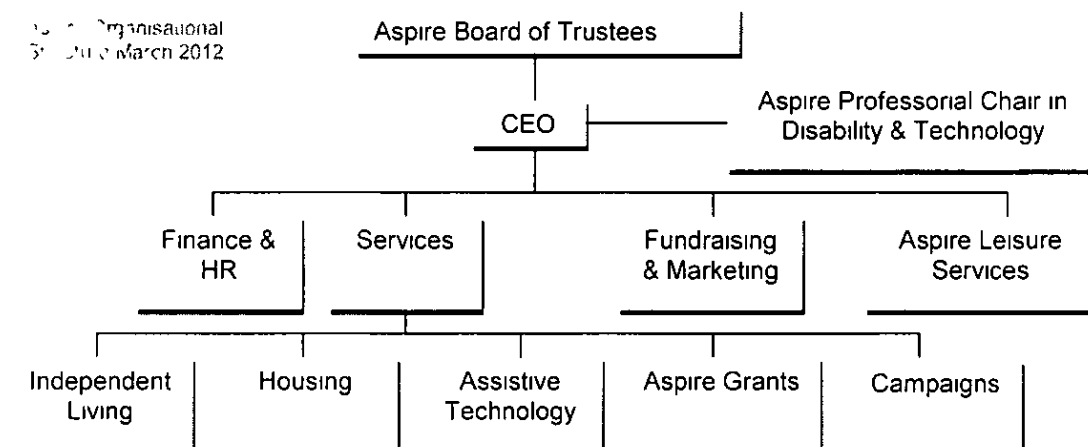 Organisational
March 2012
Aspire Board of Trustees
CEO
Aspire Professorial Chair in
Disability & Technology
Finance &
HR
Services
Fundraising
& Marketing
Aspire Leisure
Services
Independent
Living
Housing
Assistive
Technology
Aspire Grants
Campaigns